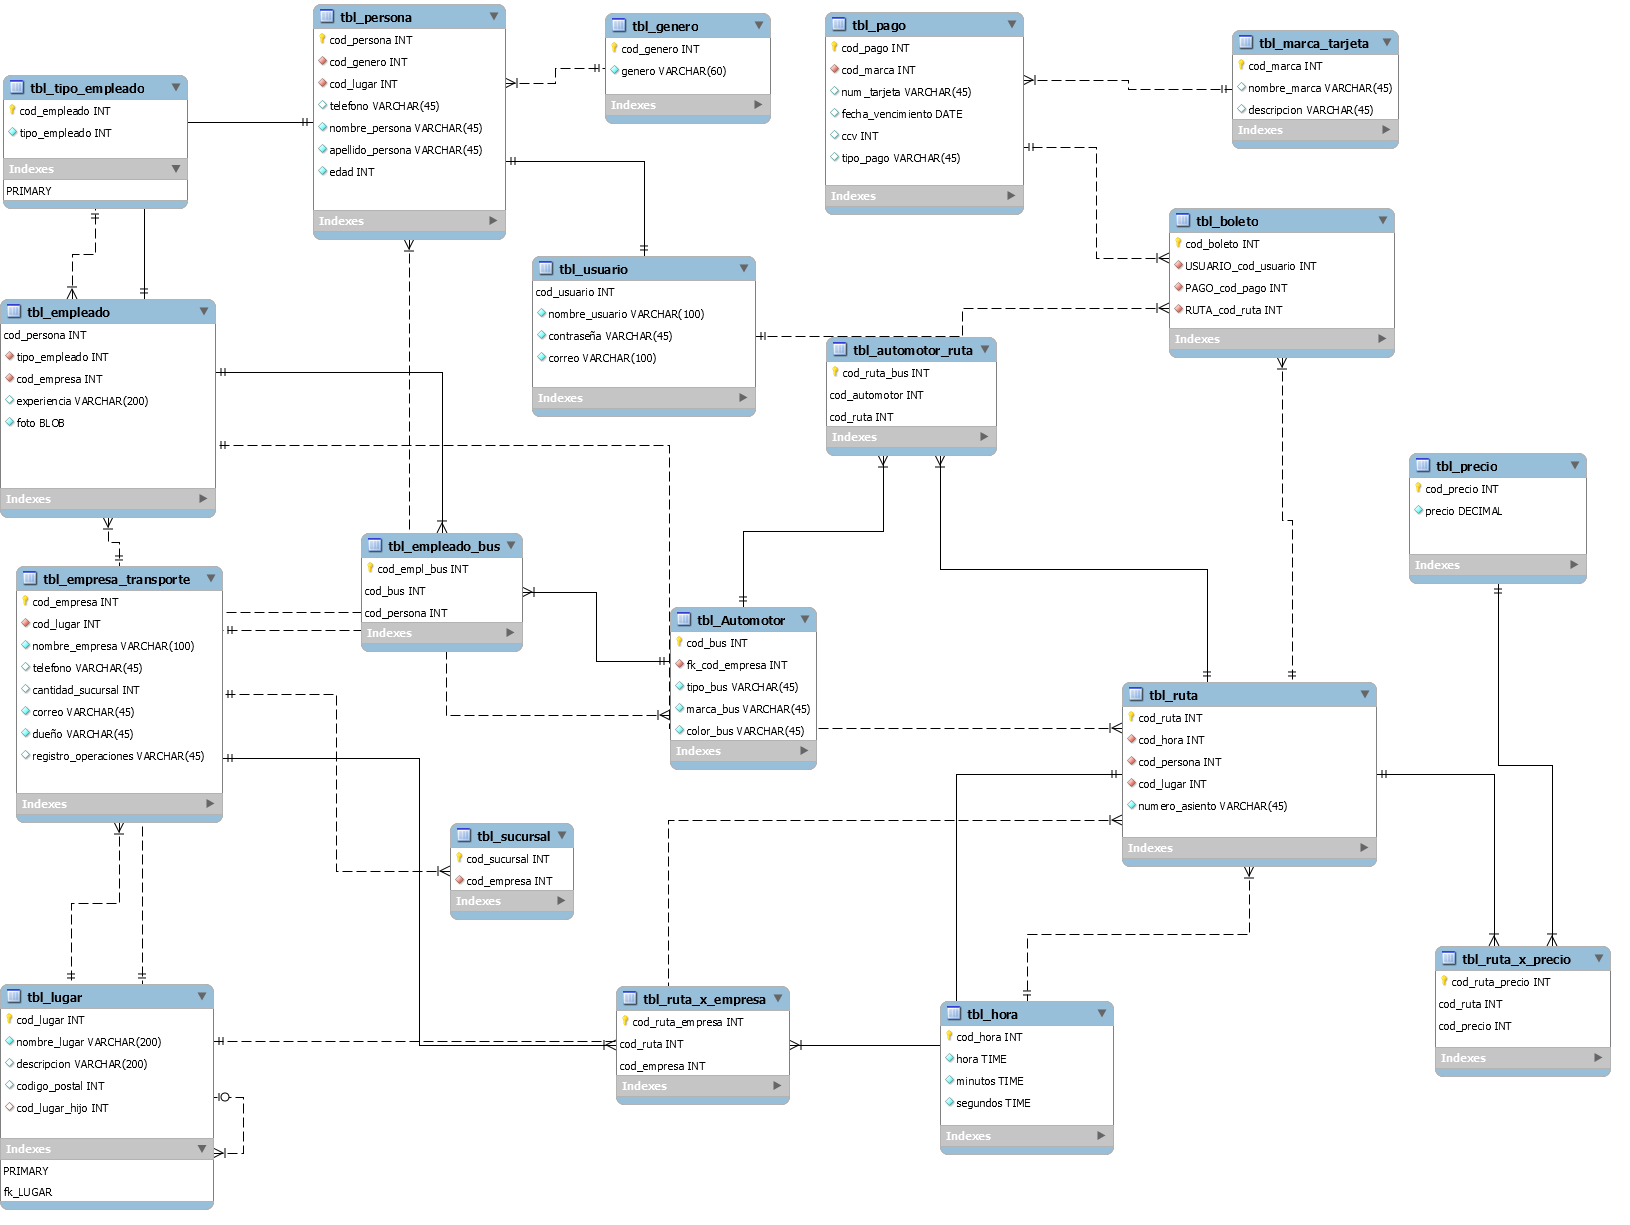 tbl_persona
cod_persona INT
cod_genero INT
cod_lugar INT
telefono VARCHAR(45)
nombre_persona VARCHAR(45)
apellido_persona VARCHAR(45)
edad INT
Indexes
tbl_genero
cod_genero INT
genero VARCHAR(60)
Indexes
tbl_pago
cod_pago INT
cod_marca INT
num_tarjeta VARCHAR(45)
fecha_vencimiento DATE
ccv INT
tipo_pago VARCHAR(45)
Indexes
tbl_marca_tarjeta
cod_marca INT
nombre_marca VARCHAR(45)
descripcion VARCHAR(45)
Indexes
tbl_tipo_empleado
cod_empleado INT
tipo_empleado INT
Indexes
PRIMARY
tbl_boleto
cod_boleto INT
USUARIO_cod_usuario INT
PAGO_cod_pago INT
RUTA_cod_ruta INT
Indexes
tbl_usuario
cod_usuario INT
nombre_usuario VARCHAR(100)
contraseña VARCHAR(45)
correo VARCHAR(100)
Indexes
tbl_empleado
cod_persona INT
tipo_empleado INT
cod_empresa INT
experiencia VARCHAR(200)
foto BLOB
Indexes
tbl_automotor_ruta
cod_ruta_bus INT
cod_automotor INT
cod_ruta INT
Indexes
tbl_precio
cod_precio INT
precio DECIMAL
Indexes
tbl_empleado_bus
cod_empl_bus INT
cod_bus INT
cod_persona INT
Indexes
tbl_empresa_transporte
cod_empresa INT
cod_lugar INT
nombre_empresa VARCHAR(100)
telefono VARCHAR(45)
cantidad_sucursal INT
correo VARCHAR(45)
dueño VARCHAR(45)
registro_operaciones VARCHAR(45)
Indexes
tbl_Automotor
cod_bus INT
fk_cod_empresa INT
tipo_bus VARCHAR(45)
marca_bus VARCHAR(45)
color_bus VARCHAR(45)
Indexes
tbl_ruta
cod_ruta INT
cod_hora INT
cod_persona INT
cod_lugar INT
numero_asiento VARCHAR(45)
Indexes
tbl_sucursal
cod_sucursal INT
cod_empresa INT
Indexes
tbl_ruta_x_precio
cod_ruta_precio INT
cod_ruta INT
cod_precio INT
Indexes
tbl_lugar
cod_lugar INT
nombre_lugar VARCHAR(200)
descripcion VARCHAR(200)
codigo_postal INT
cod_lugar_hijo INT
Indexes
PRIMARY
fk_LUGAR
tbl_ruta_x_empresa
cod_ruta_empresa INT
cod_ruta INT
cod_empresa INT
Indexes
tbl_hora
cod_hora INT
hora TIME
minutos TIME
segundos TIME
Indexes